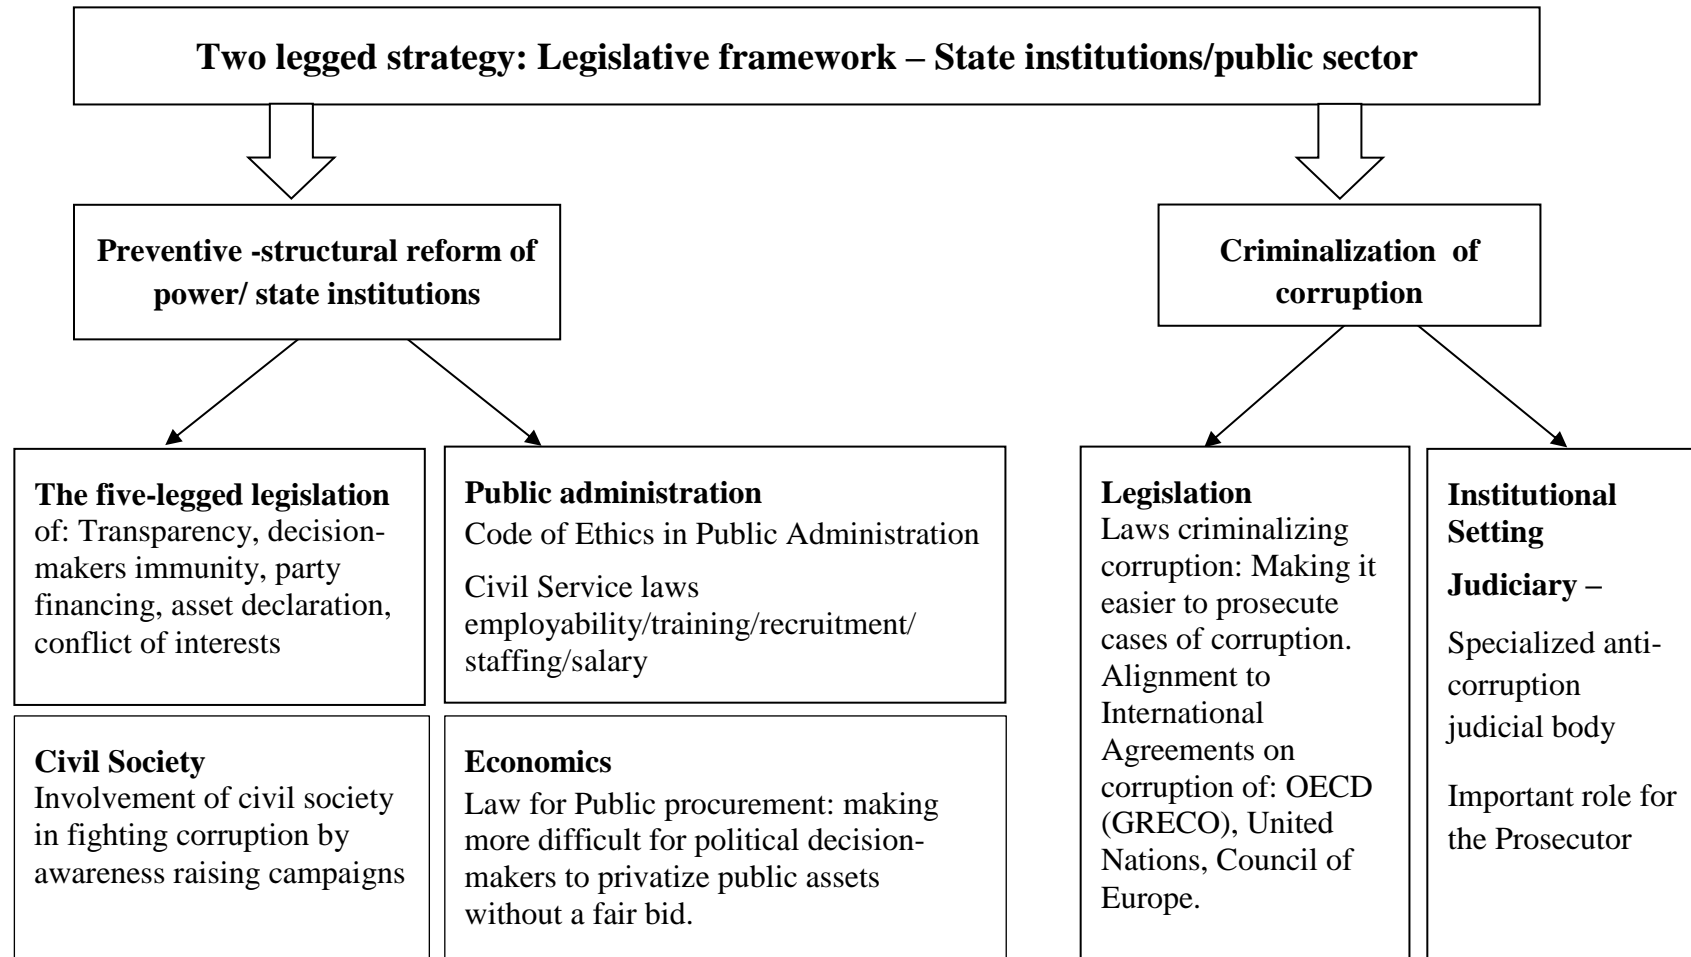 Two legged strategy: Legislative framework – State institutions/public sector
Preventive -structural reform of
power/ state institutions
Criminalization of
corruption
The five-legged legislation
of: Transparency, decision-
makers immunity, party
financing, asset declaration,
conflict of interests
Public administration
Code of Ethics in Public Administration
Civil Service laws
employability/training/recruitment/
staffing/salary
Civil Society
Involvement of civil society
in fighting corruption by
awareness raising campaigns
Economics
Law for Public procurement: making
more difficult for political decision-
makers to privatize public assets
without a fair bid.
Legislation
Laws criminalizing
corruption: Making it
easier to prosecute
cases of corruption.
Alignment to
International
Agreements on
corruption of: OECD
(GRECO), United
Nations, Council of
Europe.
Institutional
Setting
Judiciary –
Specialized anti-
corruption
judicial body
Important role for
the Prosecutor